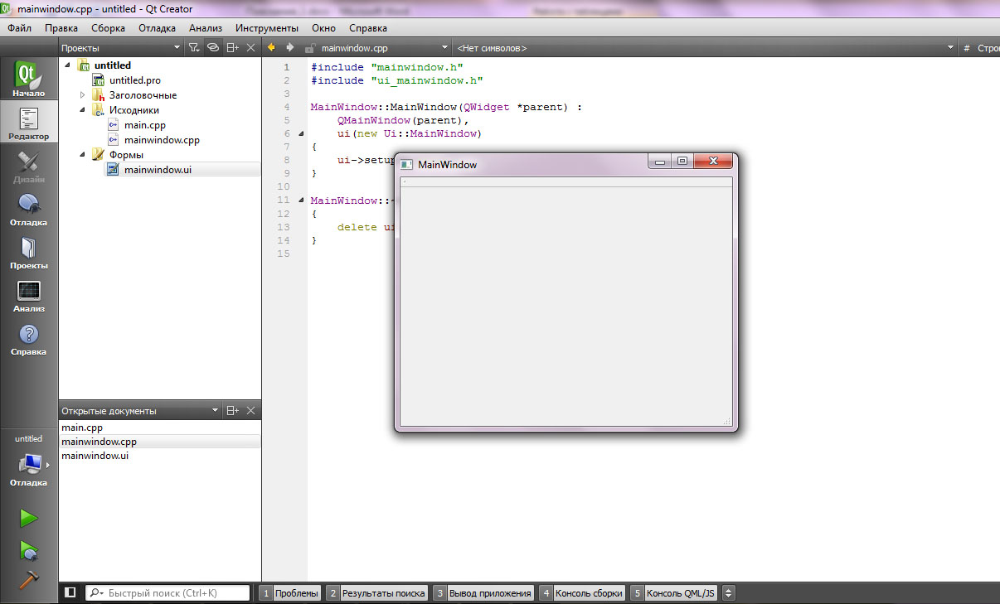 mainwindow.cpp - untitled - Qt Creator
Файл Правка Сборка Отладка Анализ Инструменты Окно Справка
Проекты
mainwindow.cpp
<Нет символов>
# Стро
Qt
Начало
Редактор
Дизайн
Отладка
Проекты
Анализ
Справка
untitled
Отладка
untitled
untitled.pro
Заголовочные
Исходники
main.cpp
mainwindow.cpp
Формы
mainwindow.ui
Открытые документы
main.cpp
mainwindow.cpp
mainwindow.ui
1 #include "mainwindow.h"
2 #include "ui_mainwindow.h"
3
4 MainWindow::MainWindow(QWidget *parent) :
5 QMainWindow(parent),
6 ui(new Ui::MainWindow)
7 {
8 ui->setup
9 }
10
11 MainWindow::~
12 {
13 delete ui
14 }
15
MainWindow
Быстрый поиск (Ctrl+K)
1 Проблемы
2 Результаты поиска
3 Вывод приложения
4 Консоль сборки
5 Консоль QML/JS